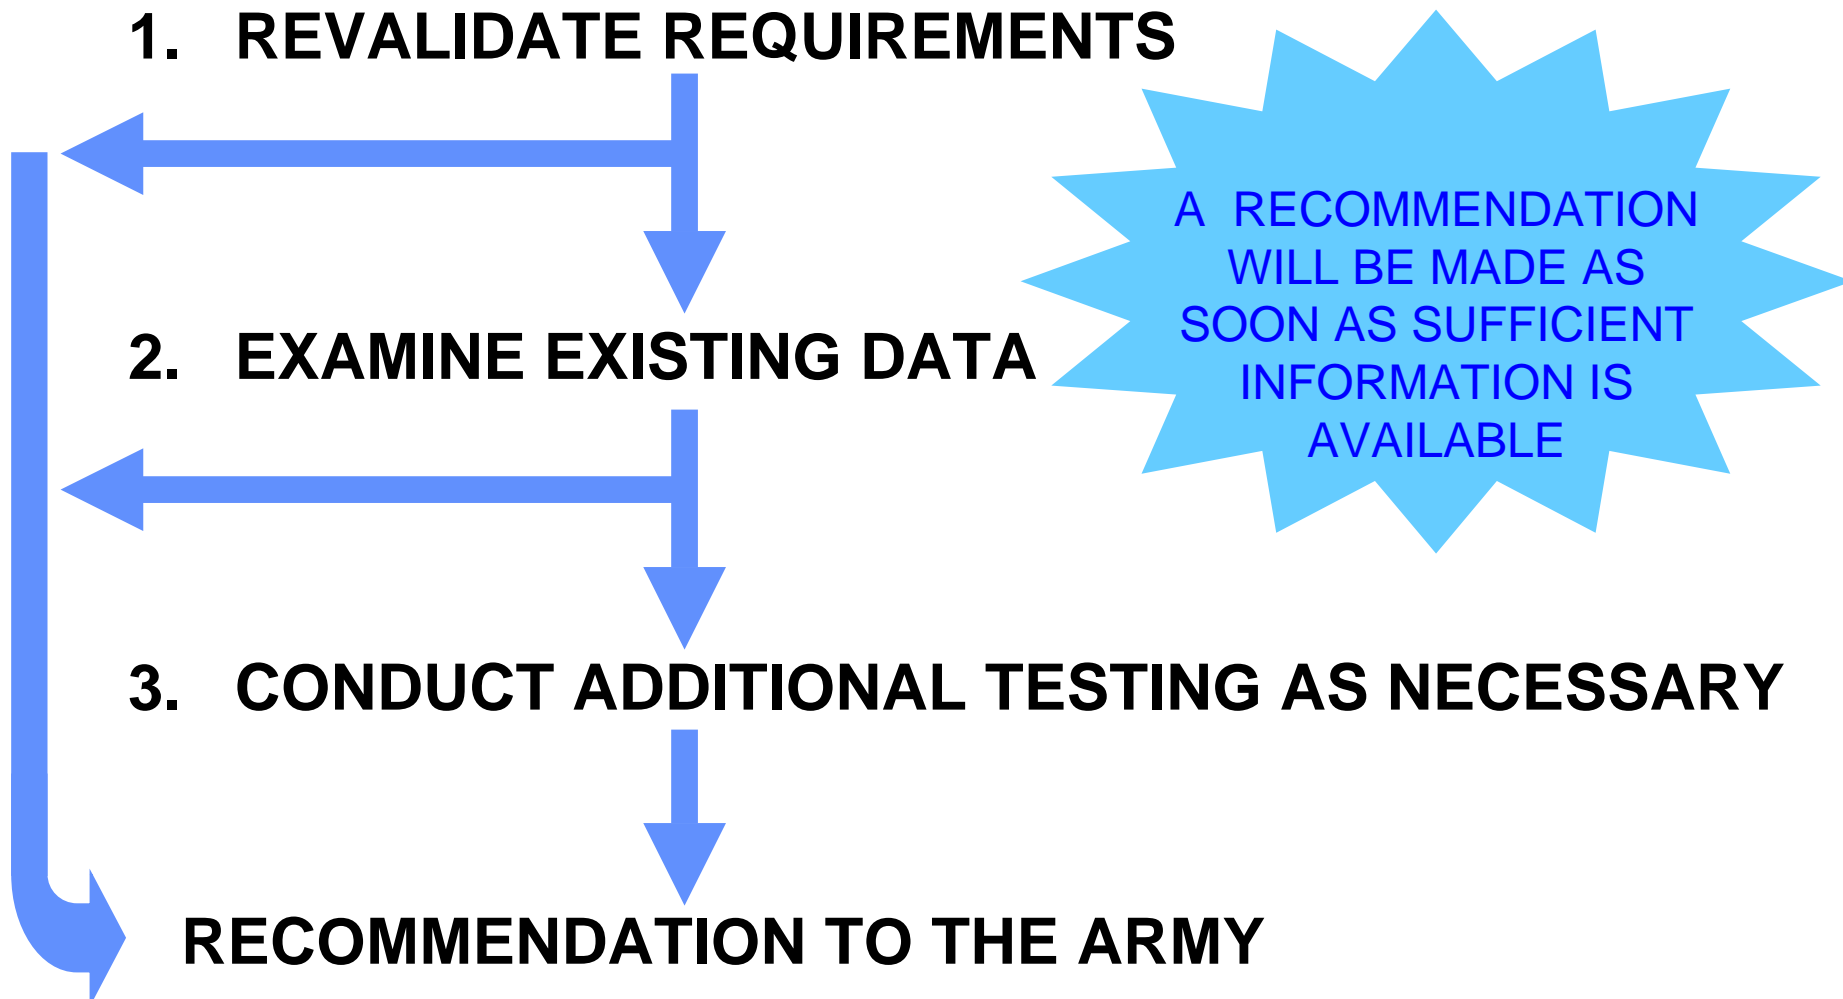 1. REVALIDATE REQUIREMENTS
A RECOMMENDATION
WILL BE MADE AS
SOON AS SUFFICIENT
INFORMATION IS
AVAILABLE
2. EXAMINE EXISTING DATA
3. CONDUCT ADDITIONAL TESTING AS NECESSARY
RECOMMENDATION TO THE ARMY